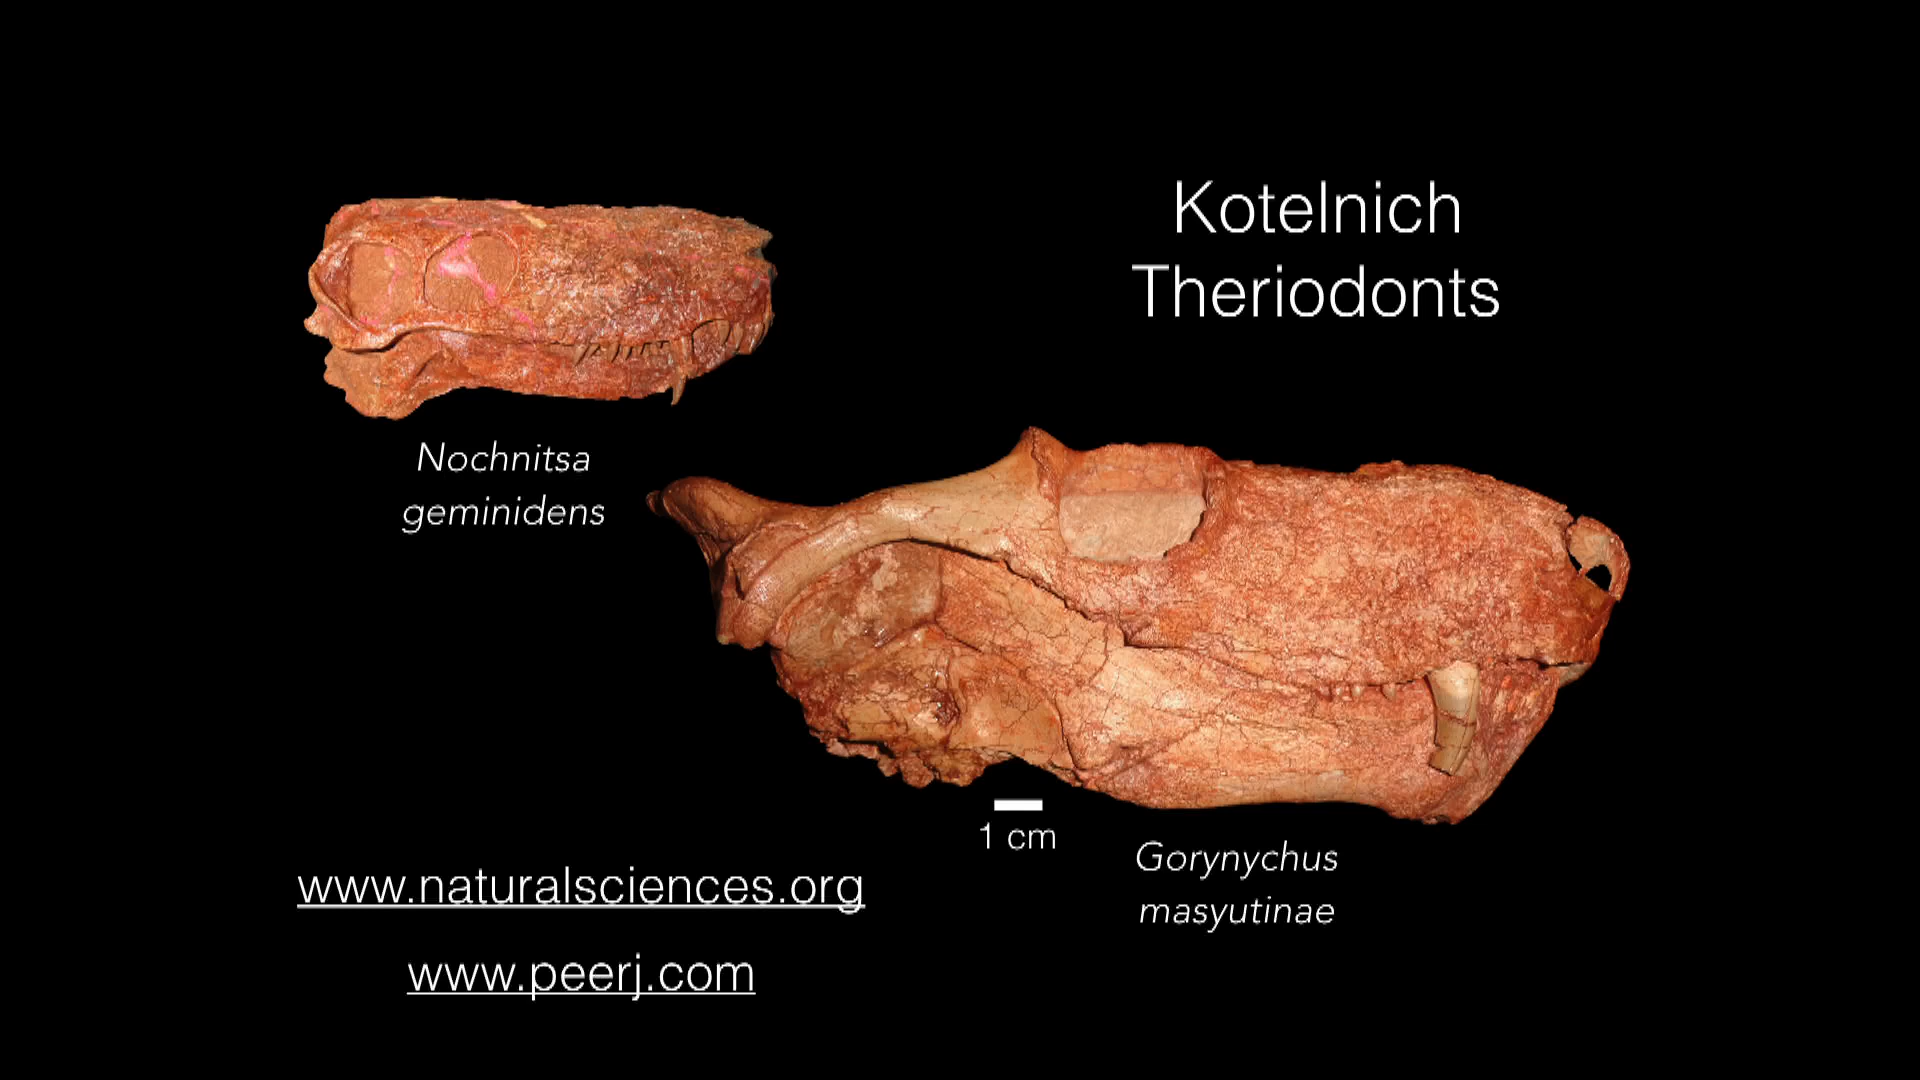 Kotelnich
Theriodonts
Nochnitsa
geminidens
1 cm
Gorynychus
masyutinae
www.naturalsciences.org
www.peerj.com